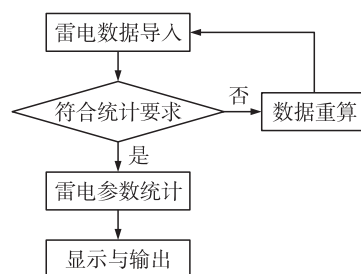 雷电数据导入
符合统计要求
否
数据重算
是
雷电参数统计
显示与输出